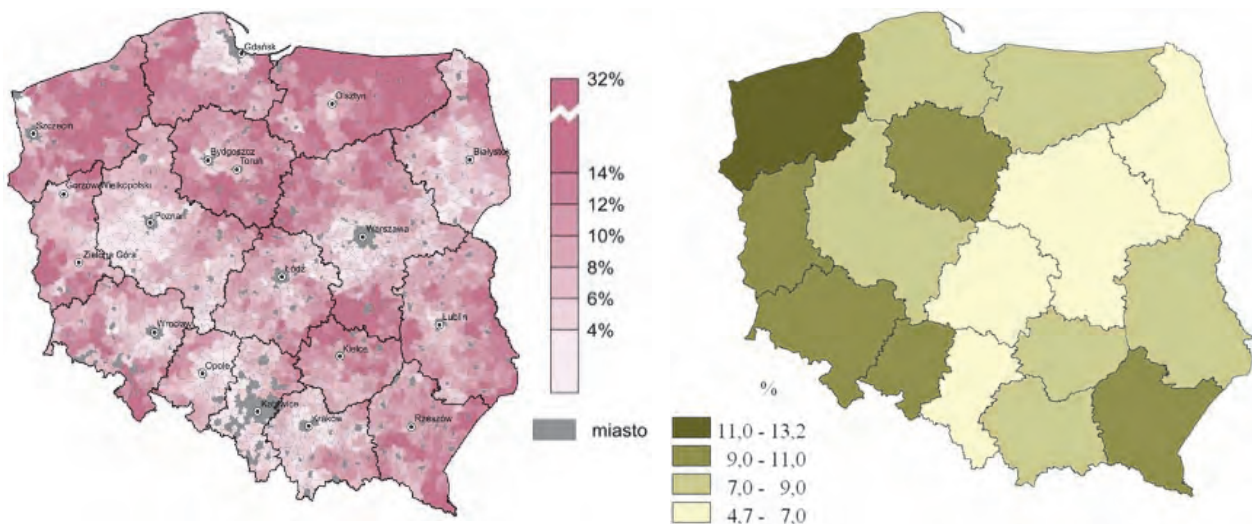 Gdańsk
Olsztyn
Szczecin
Bydgoszcz
Toruń
Białystok
Gorzów Wielkopolski
Poznań
Warszawa
Zielona Góra
Łódź
Wrocław
Lublin
Kielce
Opole
Katowice
Kraków
Rzeszów
32%
14%
12%
10%
8%
6%
4%
miasto
%
11,0 - 13,2
9,0 - 11,0
7,0 - 9,0
4,7 - 7,0